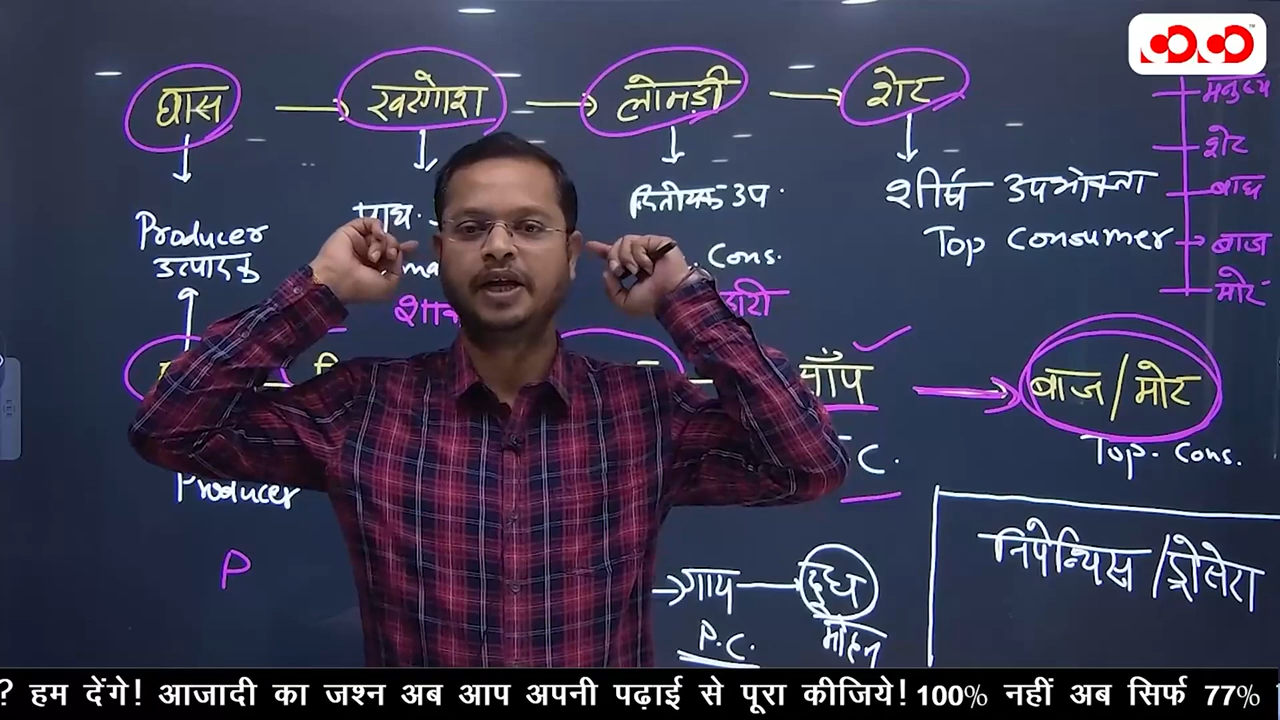 घास → खरगोश → लोमड़ी → शेर
मनुष्य
शेर
बाघ
बाज
मोर
Producer
उत्पादक
द्वितीयक उप.
Cons.
शीर्ष उपभोक्ता
Top Consumer
साँप → बाज/मोर
C.
Top. Cons.
Producer
P
→ गाय → दूध
P.C. मोहन
निपेन्थिस/ड्रोसेरा
? हम देंगे! आजादी का जश्न अब आप अपनी पढ़ाई से पूरा कीजिये! 100% नहीं अब सिर्फ 77%